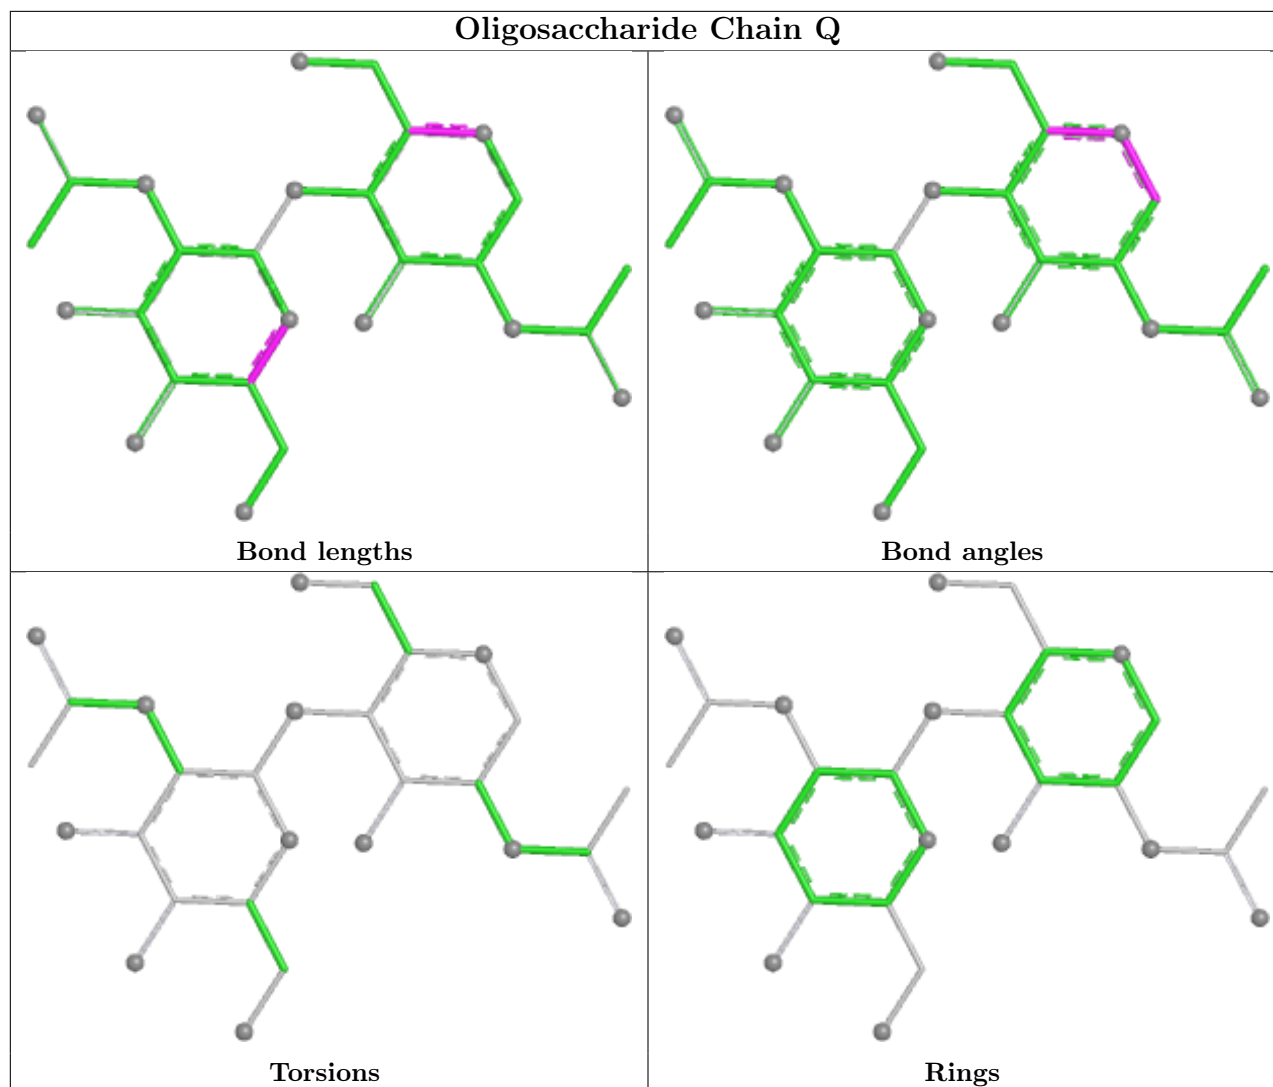 Oligosaccharide Chain Q
Bond lengths
Bond angles
Torsions
Rings